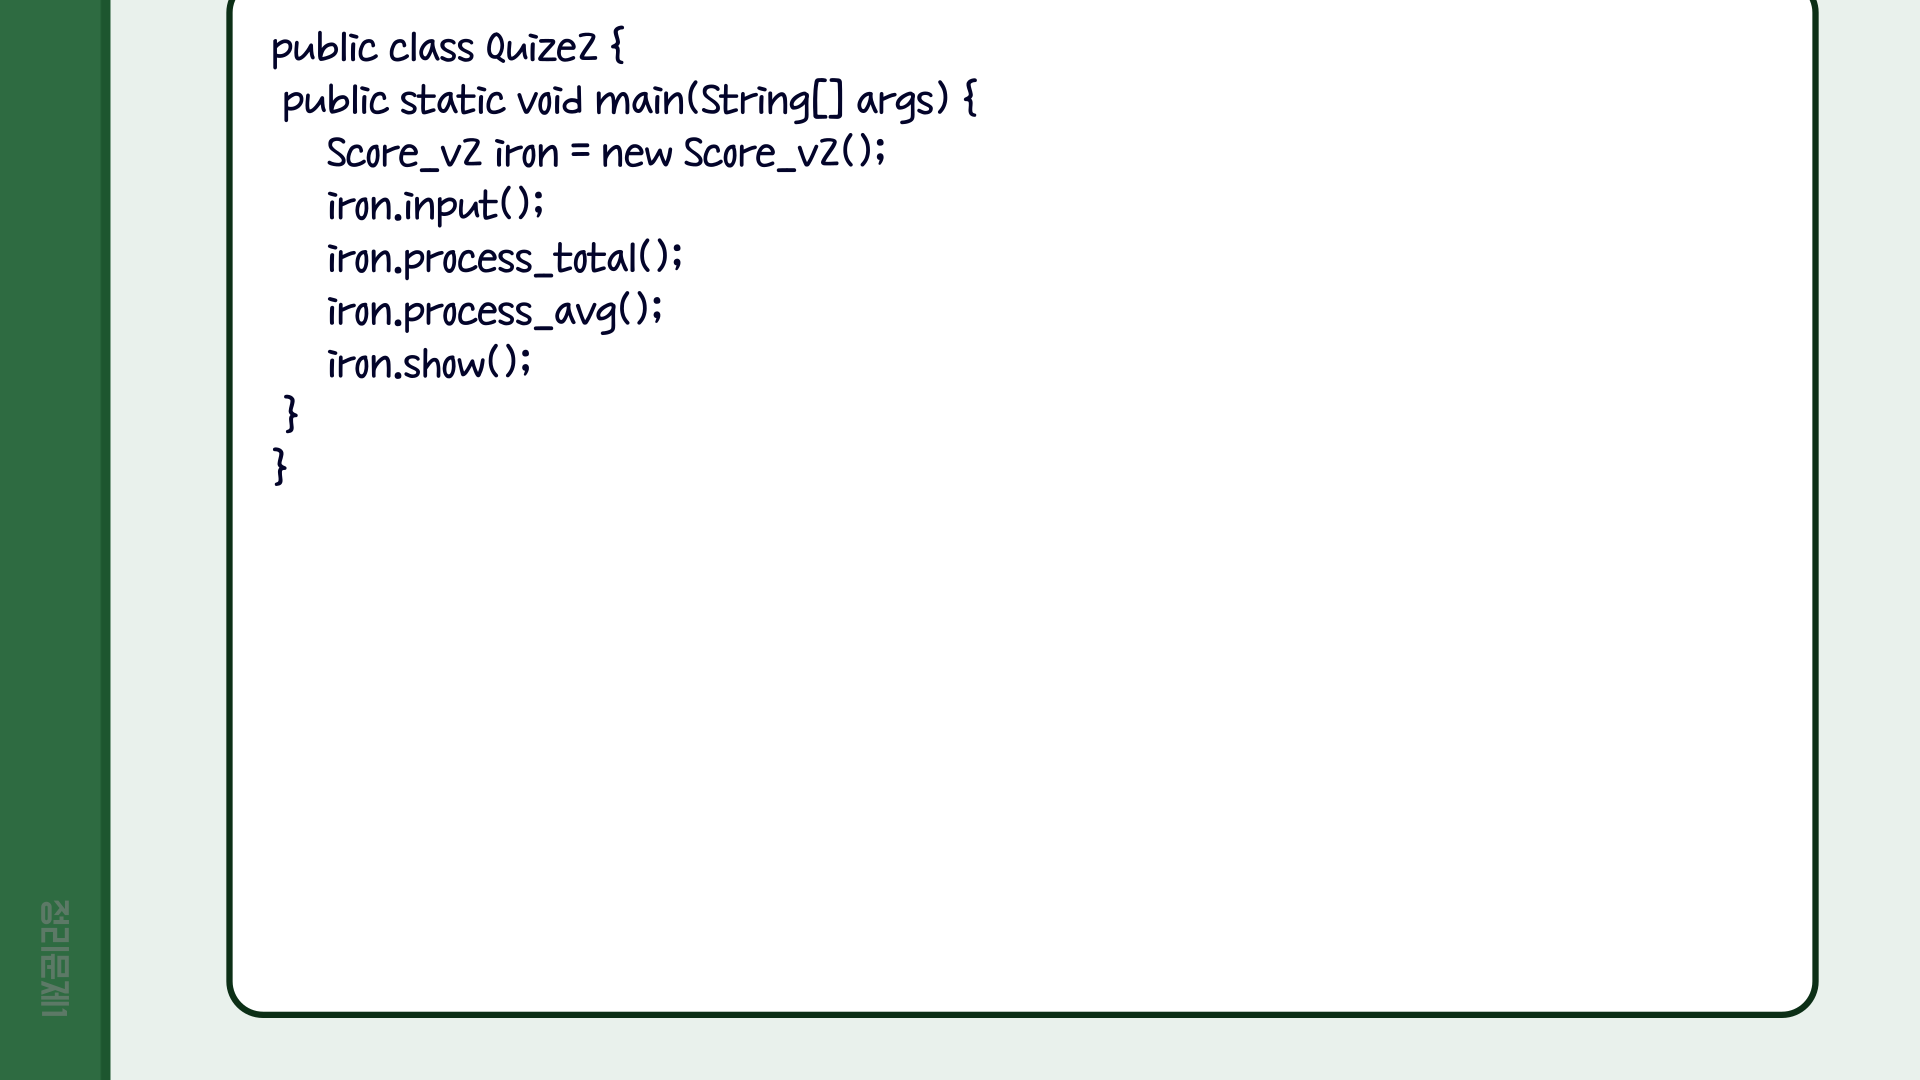 public class Quize2 {
public static void main(String[] args) {
Score_v2 iron = new Score_v2();
iron.input();
iron.process_total();
iron.process_avg();
iron.show();
}
}
정리문제1